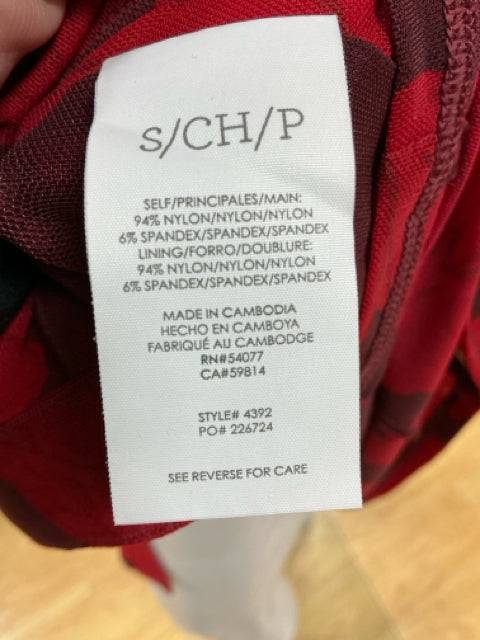 S/CH/P
SELF/PRINCIPALES/MAIN:
94% NYLON/NYLON/NYLON
6% SPANDEX/SPANDEX/SPANDEX
LINING/FORRO/DOUBLURE:
94% NYLON/NYLON/NYLON
6% SPANDEX/SPANDEX/SPANDEX
MADE IN CAMBODIA
HECHO EN CAMBOYA
FABRIQUÉ AU CAMBODGE
RN#54077
CA#59814
STYLE# 4392
PO# 226724
SEE REVERSE FOR CARE